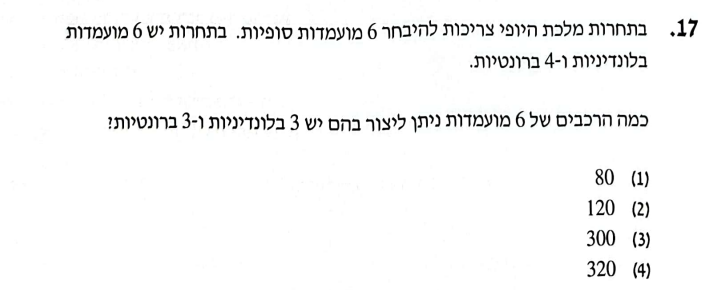 17. בתחרות מלכת היופי צריכות להיבחר 6 מועמדות סופיות. בתחרות יש 6 מועמדות
בלונדיניות ו-4 ברונטיות.
כמה הרכבים של 6 מועמדות ניתן ליצור בהם יש 3 בלונדיניות ו-3 ברונטיות?
(1) 80
(2) 120
(3) 300
(4) 320